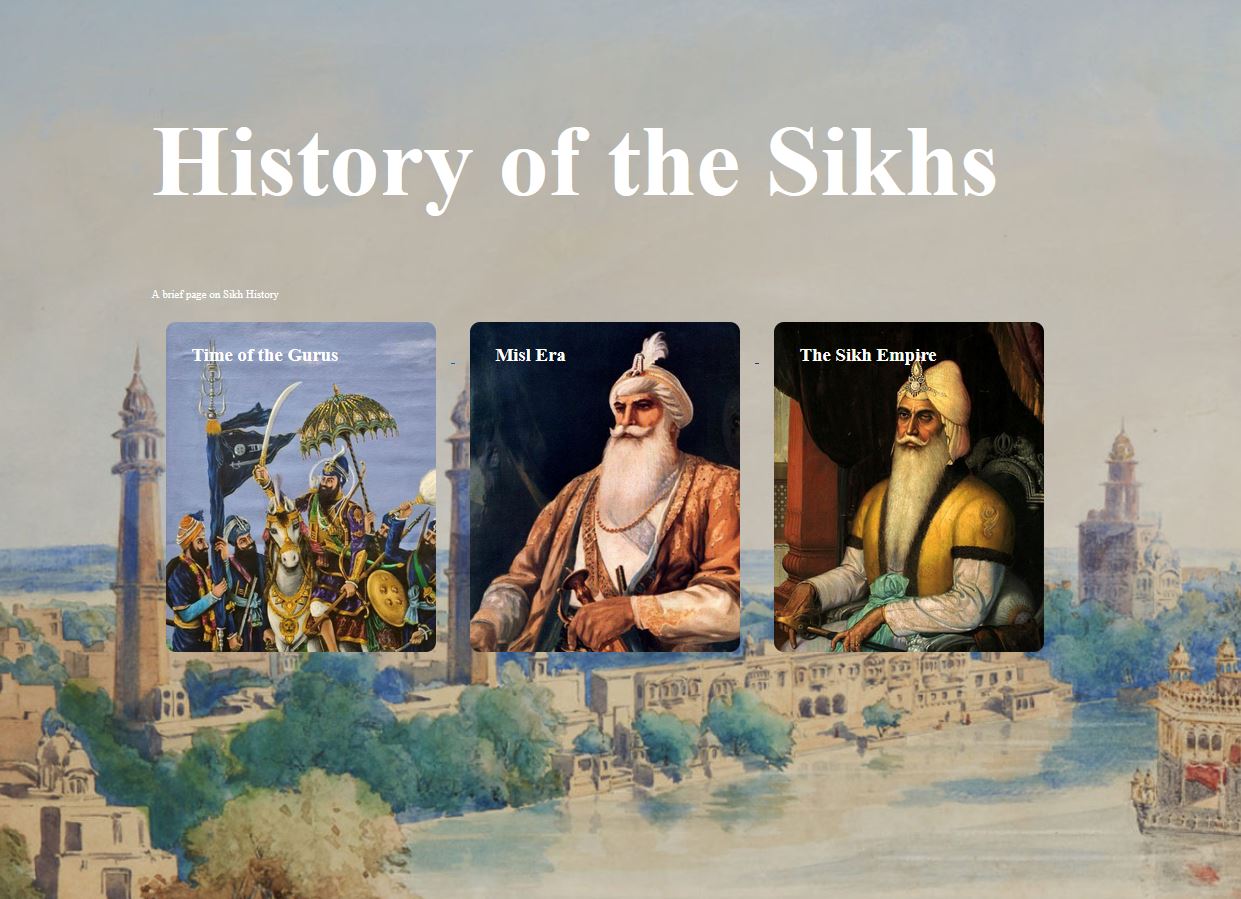 History of the Sikhs
A brief page on Sikh History
Time of the Gurus
Misl Era
The Sikh Empire